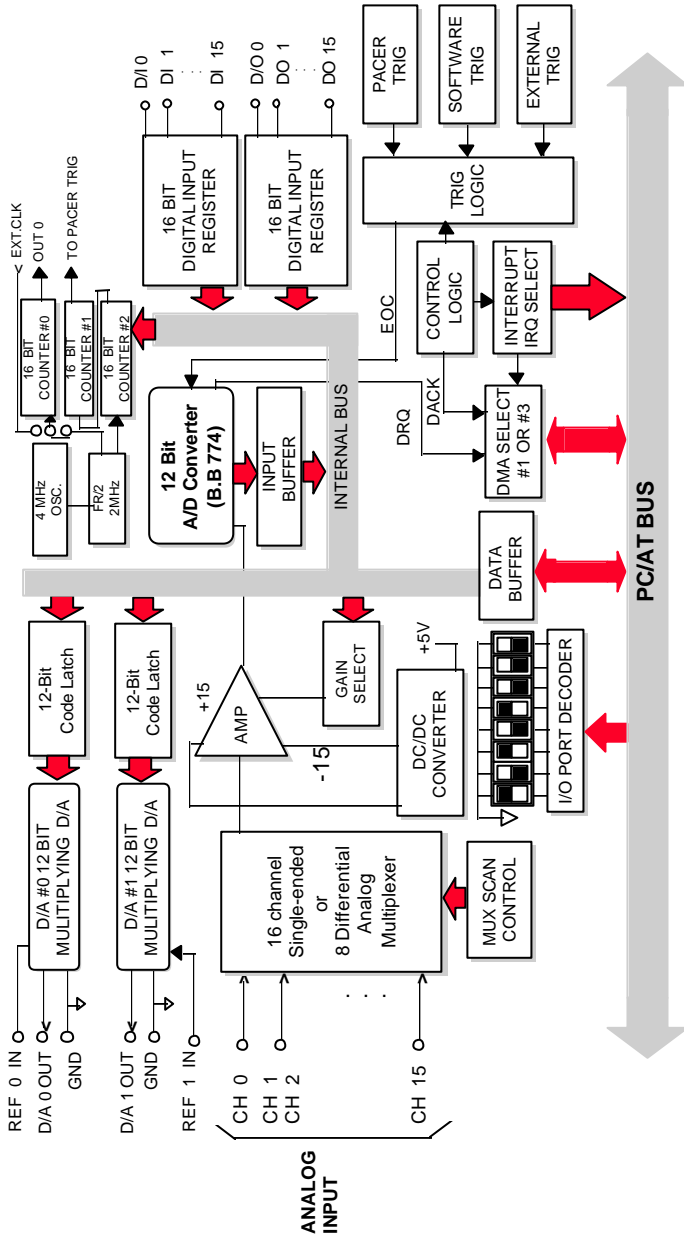 REF 0 IN
D/A 0 OUT
GND
D/A #0 12 BIT
MULITIPLYING D/A
12-Bit
Code Latch
4 MHz
OSC.
FR/2
2MHz
16 BIT
COUNTER #0
16 BIT
COUNTER #1
16 BIT
COUNTER #2
< EXT.CLK
OUT 0
TO PACER TRIG
D/A 1 OUT
GND
REF 1 IN
D/A #1 12 BIT
MULITIPLYING D/A
12-Bit
Code Latch
12 Bit
A/D Converter
(B.B 774)
INPUT
BUFFER
INTERNAL BUS
16 BIT
DIGITAL INPUT
REGISTER
D/I 0
DI 1
DI 15
16 BIT
DIGITAL INPUT
REGISTER
D/O 0
DO 1
DO 15
ANALOG
INPUT
CH 0
CH 1
CH 2
. . .
CH 15
16 channel
Single-ended
or
8 Differential
Analog
Multiplexer
+15
AMP
-15
GAIN
SELECT
DC/DC
CONVERTER
+5V
MUX SCAN
CONTROL
I/O PORT DECODER
DATA
BUFFER
EOC
DRQ
DACK
DMA SELECT
#1 OR #3
CONTROL
LOGIC
INTERRUPT
IRQ SELECT
TRIG
LOGIC
PACER
TRIG
SOFTWARE
TRIG
EXTERNAL
TRIG
PC/AT BUS